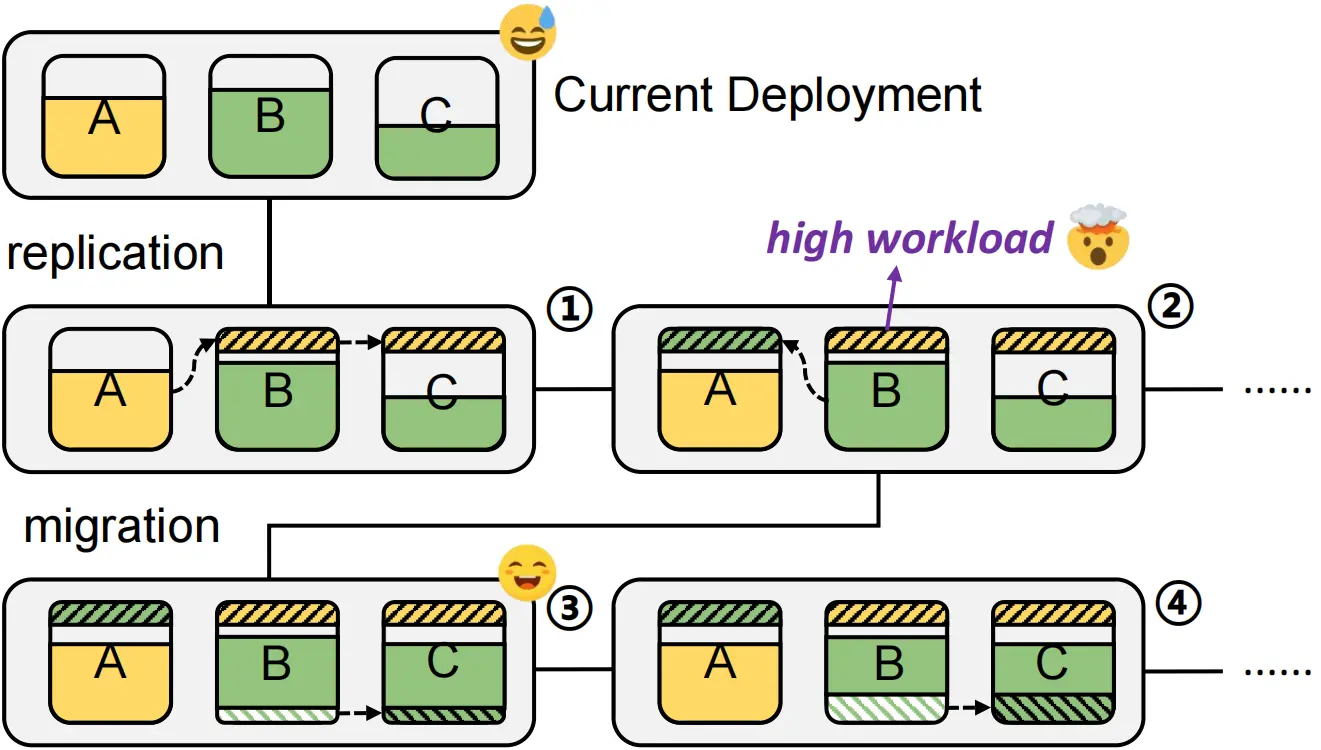 A B C
Current Deployment
replication
high workload
①
②
A B C
A B C
......
migration
③
④
A B C
A B C
......